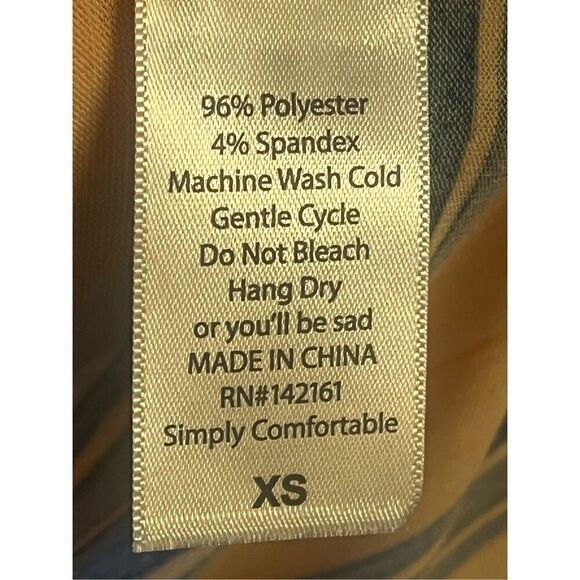 96% Polyester
4% Spandex
Machine Wash Cold
Gentle Cycle
Do Not Bleach
Hang Dry
or you'll be sad
MADE IN CHINA
RN#142161
Simply Comfortable
XS